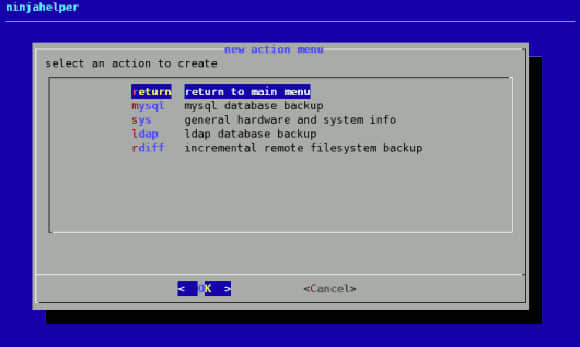 ninjahelper
new action menu
select an action to create
return return to main menu
mysql mysql database backup
sys general hardware and system info
ldap ldap database backup
rdiff incremental remote filesystem backup
< OK > <Cancel>